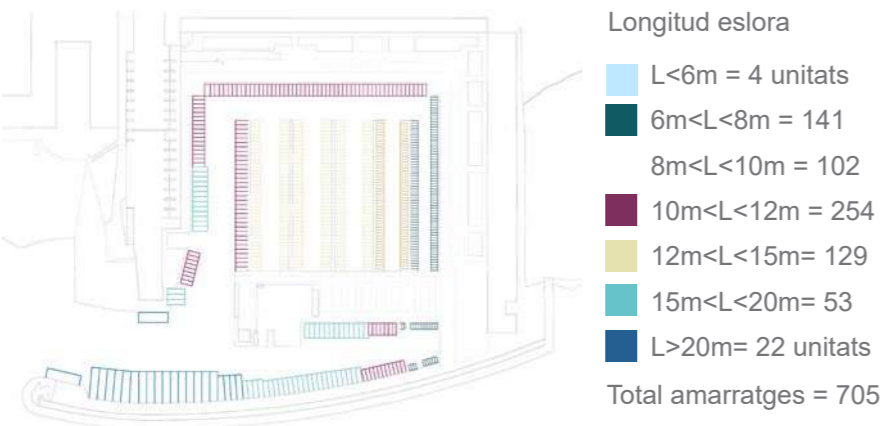 Longitud eslora
L<6m = 4 unitats
6m<L<8m = 141
8m<L<10m = 102
10m<L<12m = 254
12m<L<15m= 129
15m<L<20m= 53
L>20m= 22 unitats
Total amarratges = 705